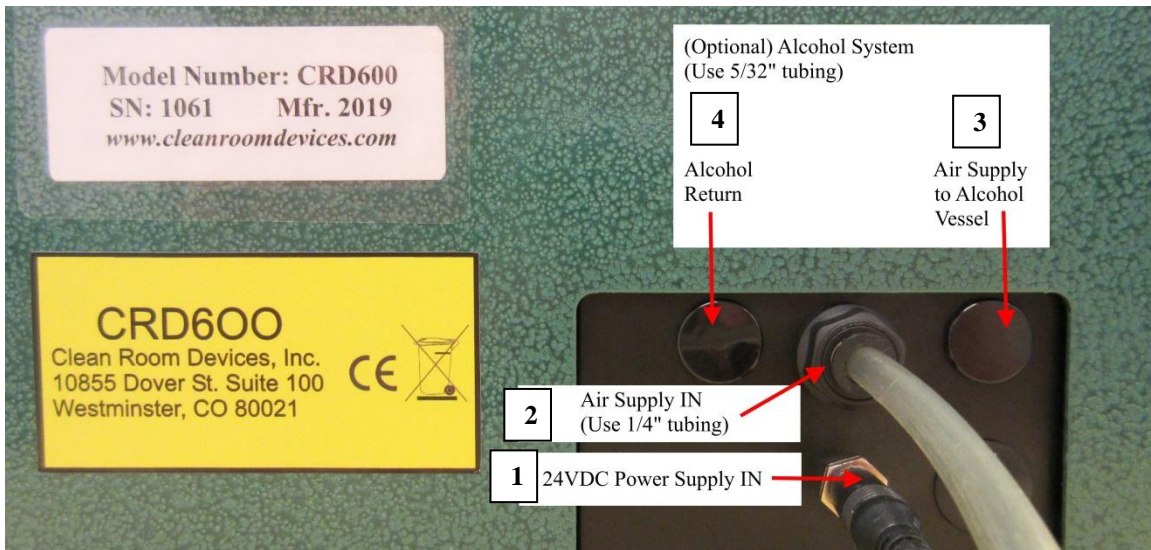 Model Number: CRD600
SN: 1061 Mfr. 2019
www.cleanroomdevices.com
CRD6OO
Clean Room Devices, Inc.
10855 Dover St. Suite 100
Westminster, CO 80021
CE
(Optional) Alcohol System
(Use 5/32" tubing)
4
Alcohol
Return
3
Air Supply
to Alcohol
Vessel
2
Air Supply IN
(Use 1/4" tubing)
1
24VDC Power Supply IN